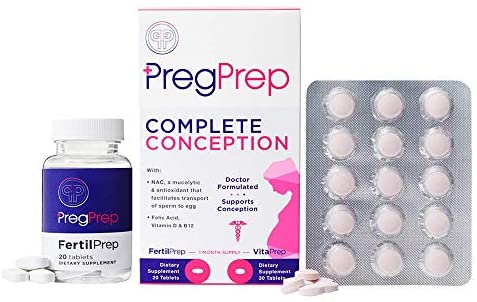 PregPrep
COMPLETE
CONCEPTION
With:
• NAC, a mucolytic
& antioxidant that
facilitates transport
of sperm to egg
• Folic Acid,
Vitamin D & B12
Doctor
Formulated
Supports
Conception
FertilPrep 1 MONTH SUPPLY VitaPrep
Dietary
Supplement
20 Tablets
Dietary
Supplement
30 Tablets
PregPrep
FertilPrep
20 tablets
DIETARY SUPPLEMENT